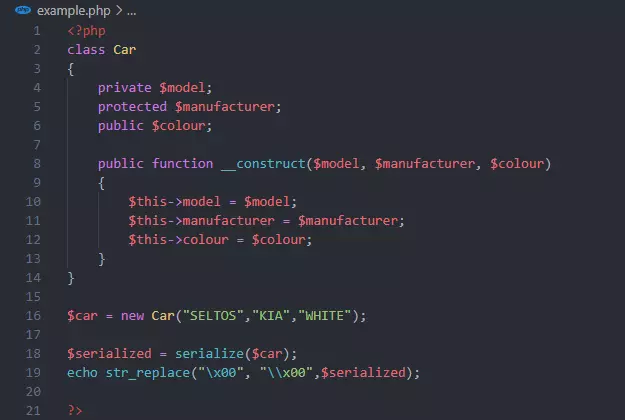 php example.php > ...
1 <?php
2 class Car
3 {
4     private $model;
5     protected $manufacturer;
6     public $colour;
7
8     public function __construct($model, $manufacturer, $colour)
9     {
10         $this->model = $model;
11         $this->manufacturer = $manufacturer;
12         $this->colour = $colour;
13     }
14 }
15
16 $car = new Car("SELTOS","KIA","WHITE");
17
18 $serialized = serialize($car);
19 echo str_replace("\x00", "\\x00",$serialized);
20
21 ?>